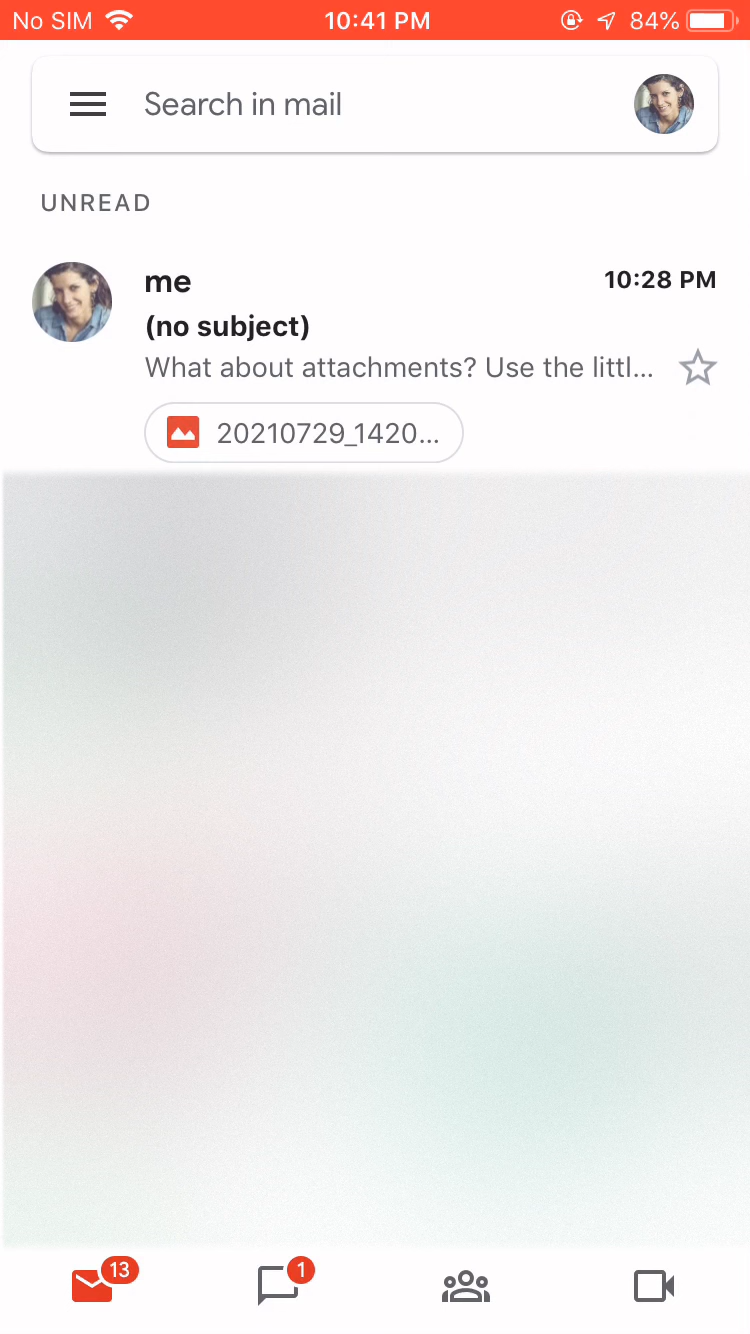 No SIM 10:41 PM 84%
Search in mail
UNREAD
me 10:28 PM
(no subject)
What about attachments? Use the littl...
20210729_1420...
13 1